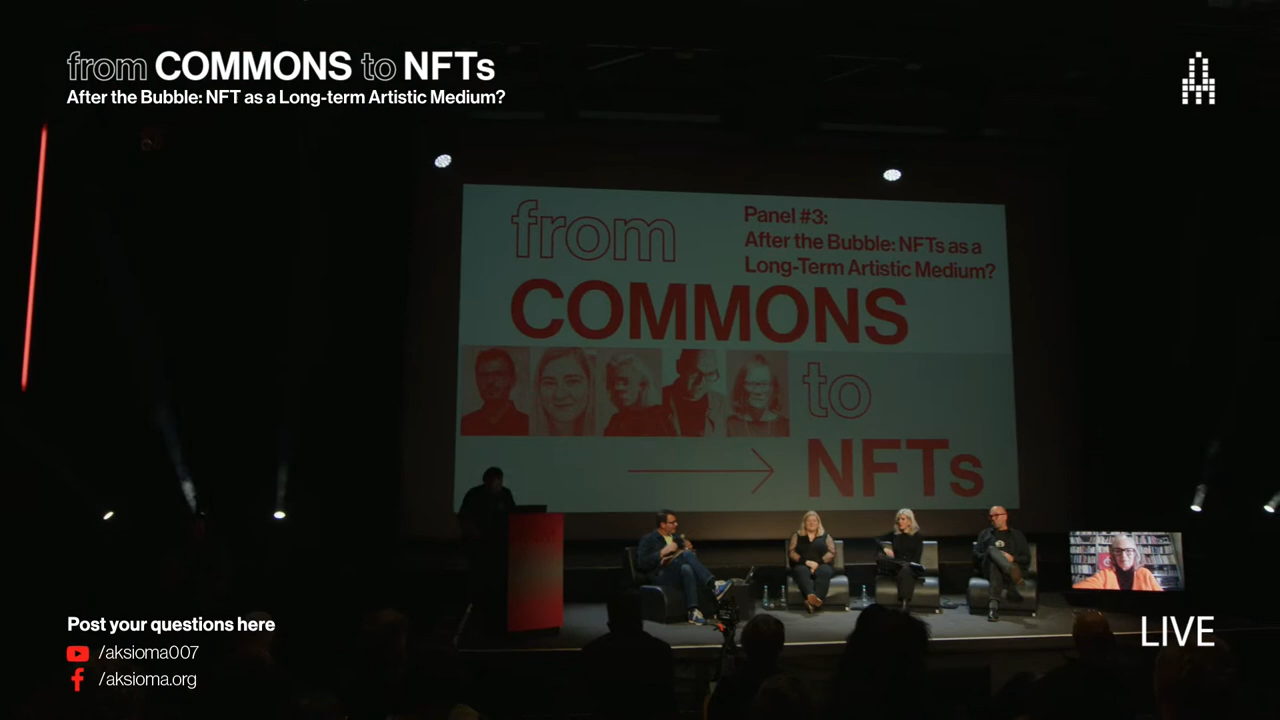 from COMMONS to NFTs
After the Bubble: NFT as a Long-term Artistic Medium?
from
Panel #3:
After the Bubble: NFTs as a
Long-Term Artistic Medium?
COMMONS
to
NFTs
Post your questions here
/aksioma007
/aksioma.org
LIVE